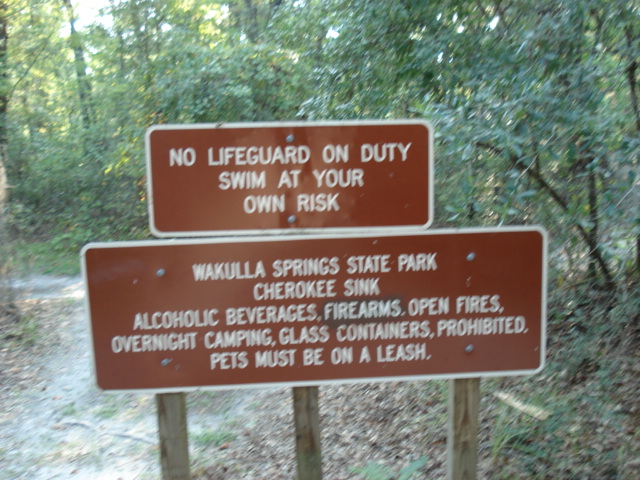 NO LIFEGUARD ON DUTY
SWIM AT YOUR
OWN RISK
WAKULLA SPRINGS STATE PARK
CHEROKEE SINK
ALCOHOLIC BEVERAGES, FIREARMS, OPEN FIRES,
OVERNIGHT CAMPING, GLASS CONTAINERS, PROHIBITED.
PETS MUST BE ON A LEASH.